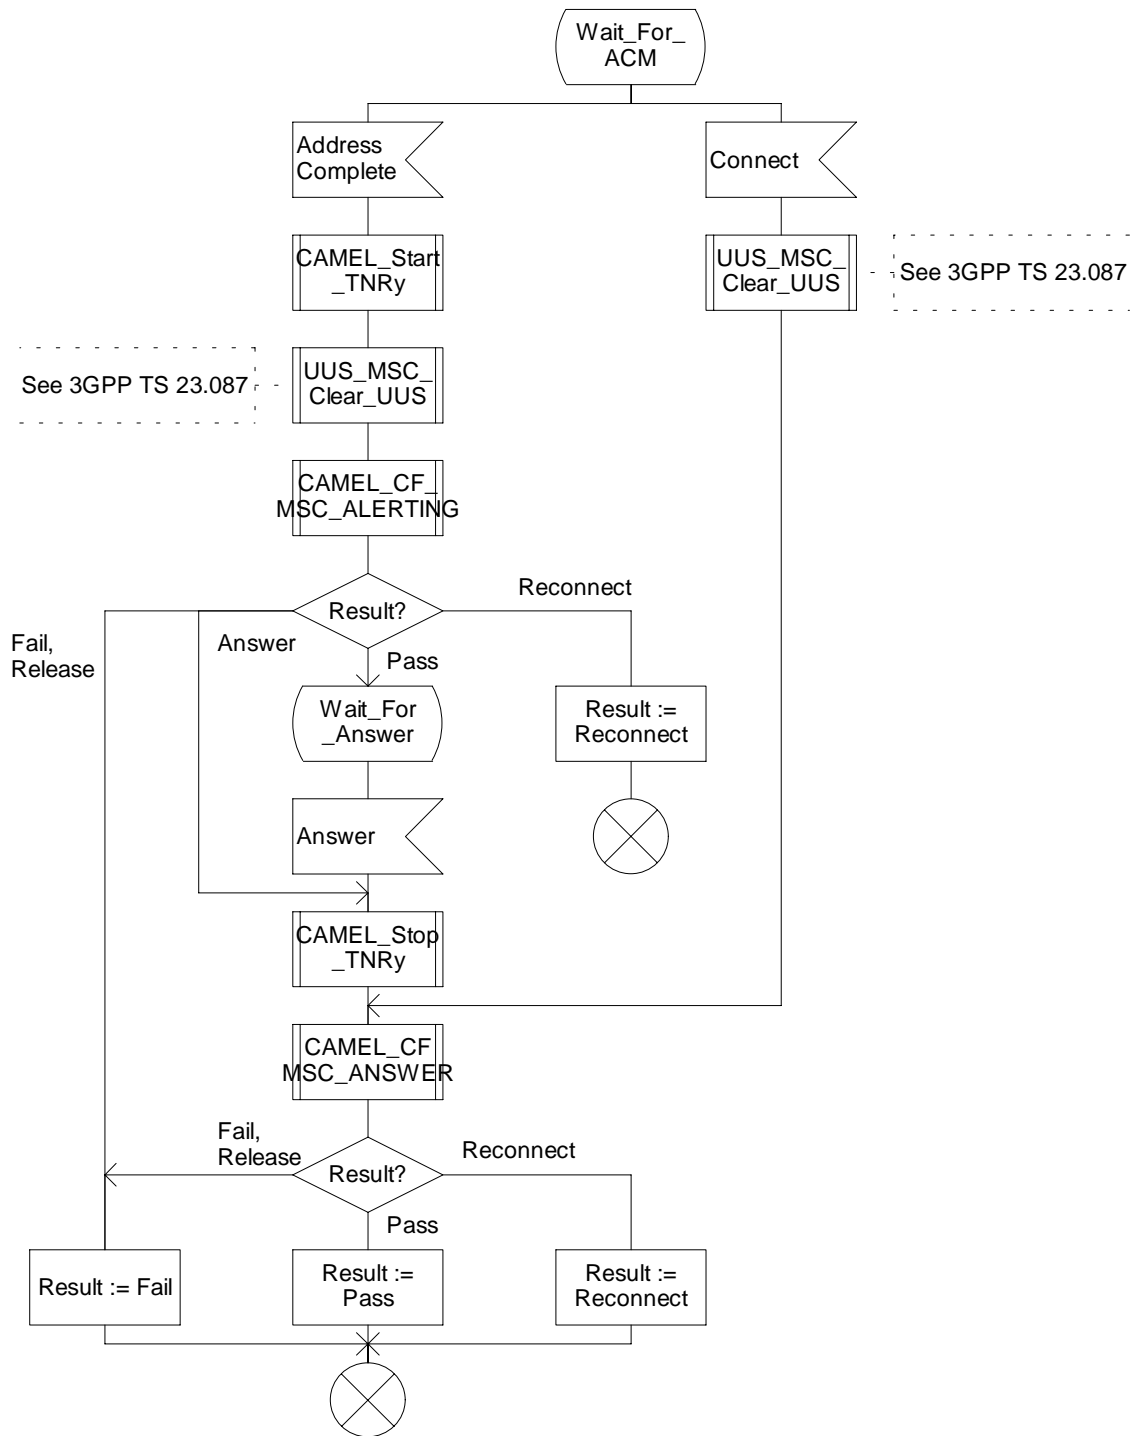 Wait_For_
ACM
Address
Complete
Connect
CAMEL_Start
_TNRy
UUS_MSC_
Clear_UUS
See 3GPP TS 23.087
See 3GPP TS 23.087
UUS_MSC_
Clear_UUS
CAMEL_CF_
MSC_ALERTING
Result?
Reconnect
Fail,
Release
Answer
Pass
Wait_For
_Answer
Result :=
Reconnect
Answer
CAMEL_Stop
_TNRy
CAMEL_CF
MSC_ANSWER
Fail,
Release
Result?
Reconnect
Pass
Result := Fail
Result :=
Pass
Result :=
Reconnect